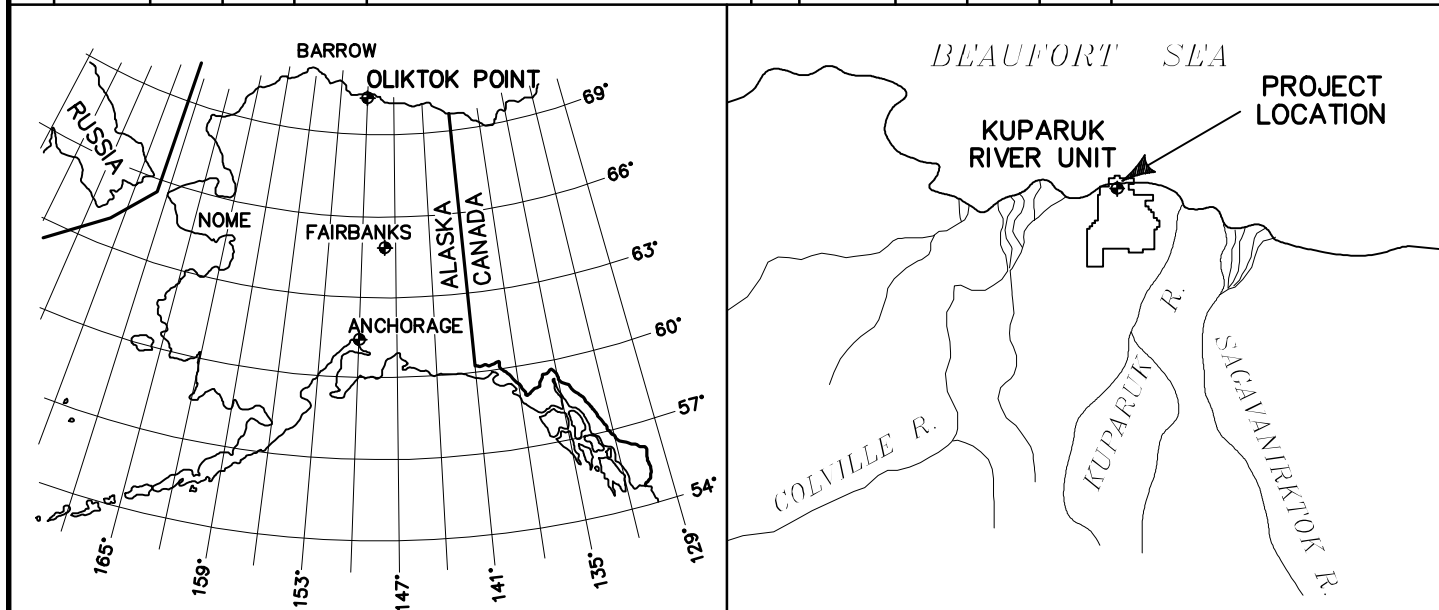 BARROW
OLIKTOK POINT
RUSSIA
NOME
FAIRBANKS
ALASKA
CANADA
ANCHORAGE
69°
66°
63°
60°
57°
54°
165°
159°
153°
147°
141°
135°
129°
BEAUFORT SEA
PROJECT
LOCATION
KUPARUK
RIVER UNIT
COLVILLE R.
KUPARUK R.
SAGAVANIRKTOK R.